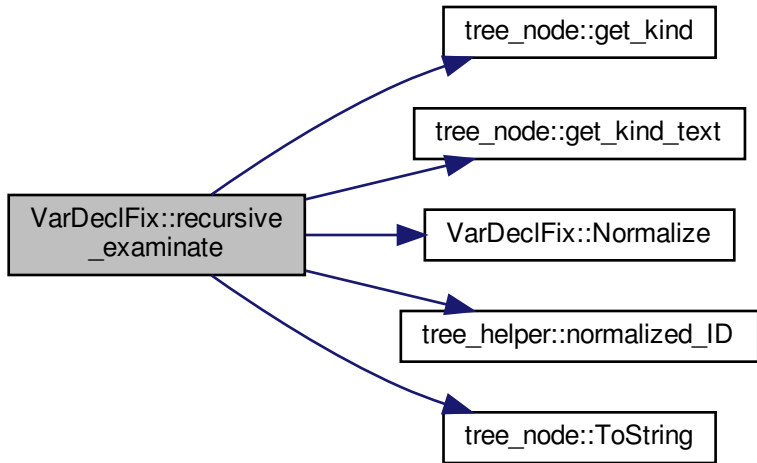 tree_node::get_kind
tree_node::get_kind_text
VarDeclFix::recursive
_examinate
VarDeclFix::Normalize
tree_helper::normalized_ID
tree_node::ToString